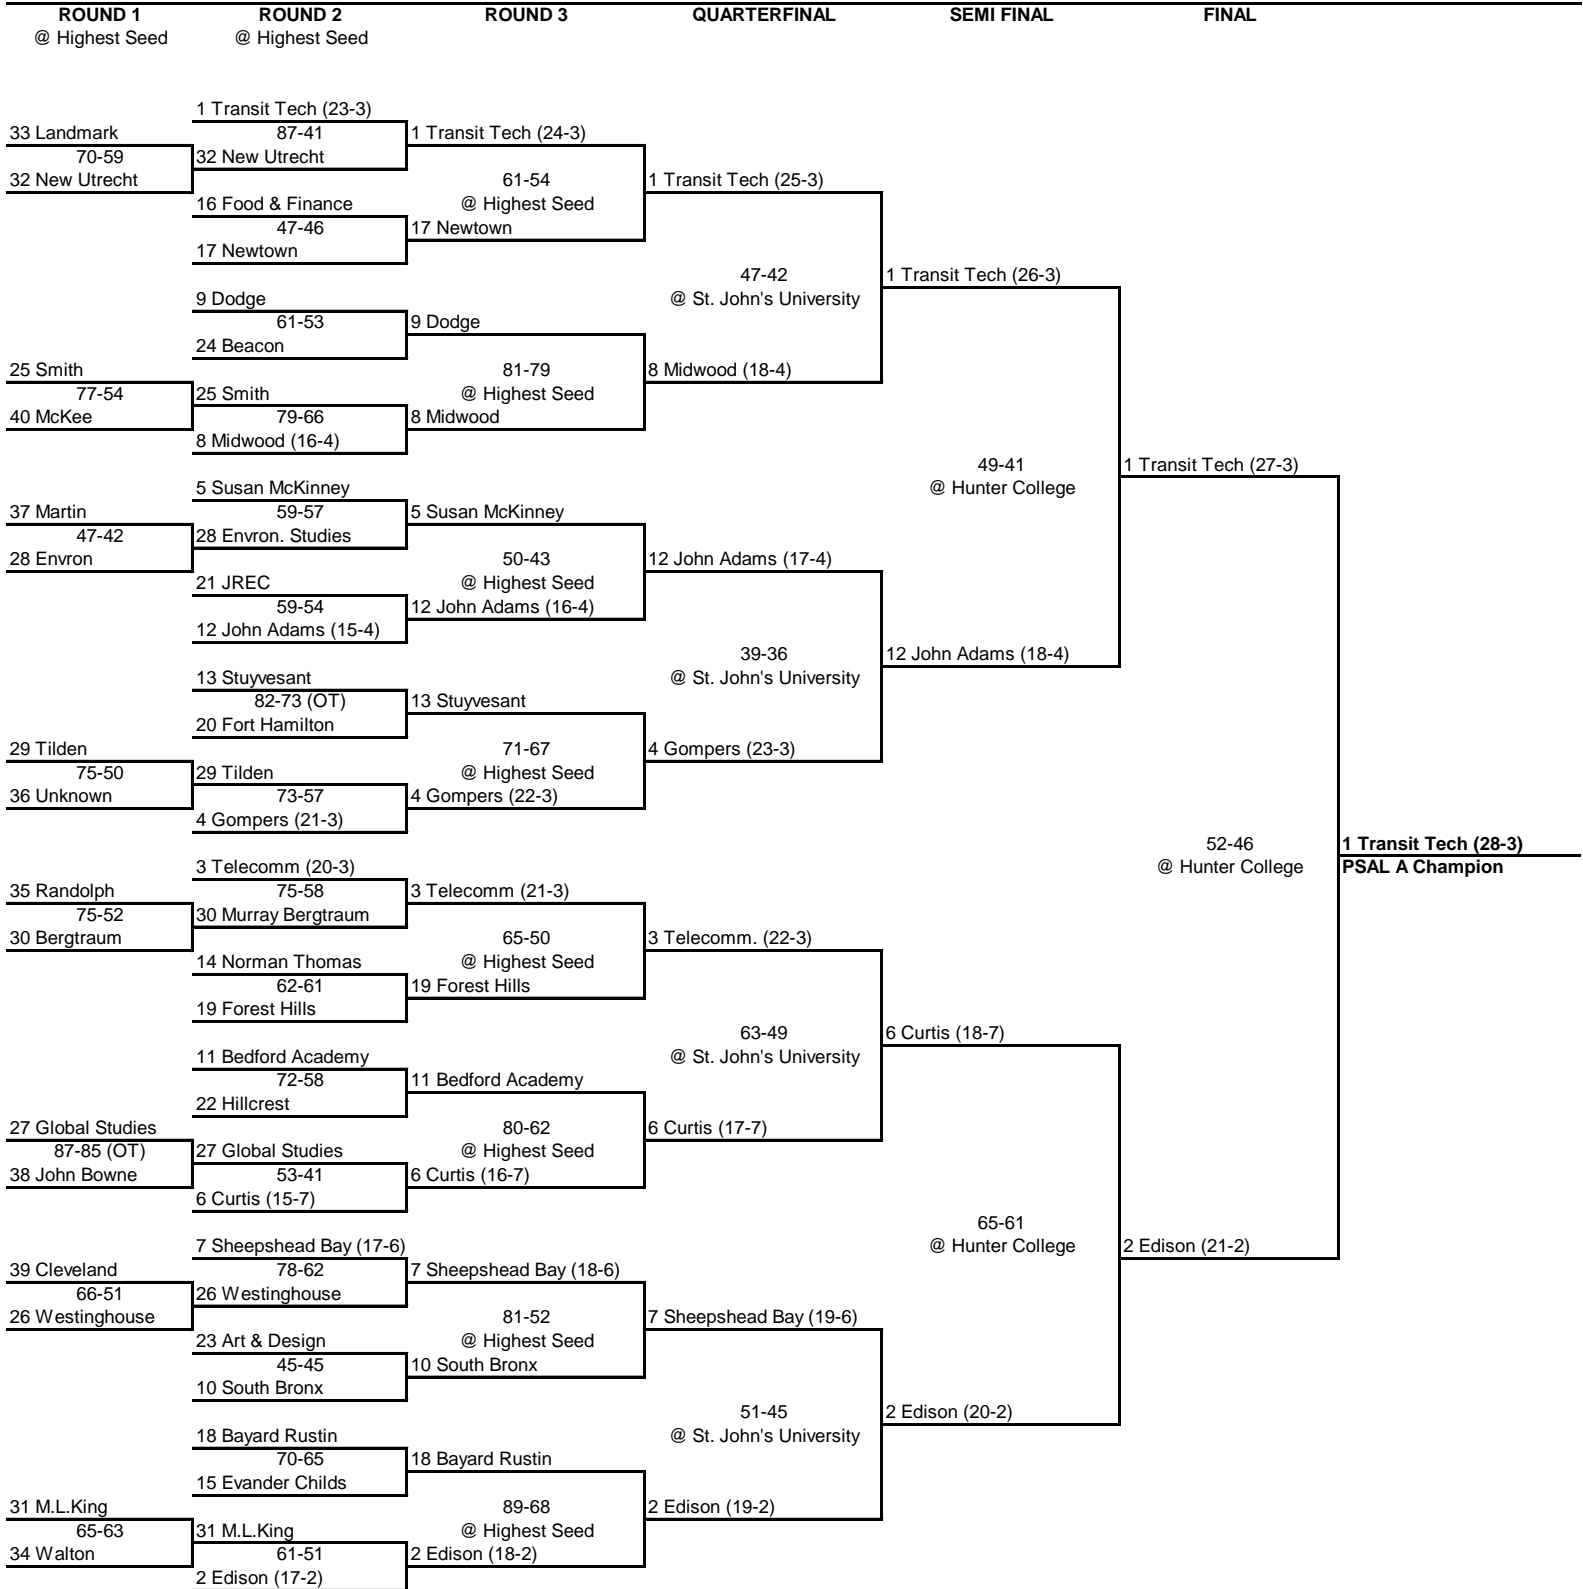 ROUND 1 ROUND 2 ROUND 3 QUARTERFINAL SEMI FINAL FINAL
@ Highest Seed @ Highest Seed
1 Transit Tech (23-3)
33 Landmark 87-41 1 Transit Tech (24-3)
70-59 32 New Utrecht
32 New Utrecht 61-54 1 Transit Tech (25-3)
16 Food & Finance @ Highest Seed
47-46 17 Newtown
17 Newtown
47-42 1 Transit Tech (26-3)
9 Dodge @ St. John's University
61-53 9 Dodge
24 Beacon
25 Smith 81-79 8 Midwood (18-4)
77-54 25 Smith @ Highest Seed
40 McKee 79-66 8 Midwood
8 Midwood (16-4)
49-41 1 Transit Tech (27-3)
5 Susan McKinney @ Hunter College
37 Martin 59-57 5 Susan McKinney
47-42 28 Envron. Studies
28 Envron 50-43 12 John Adams (17-4)
21 JREC @ Highest Seed
59-54 12 John Adams (16-4)
12 John Adams (15-4)
39-36 12 John Adams (18-4)
13 Stuyvesant @ St. John's University
82-73 (OT) 13 Stuyvesant
20 Fort Hamilton
29 Tilden 71-67 4 Gompers (23-3)
75-50 29 Tilden @ Highest Seed
36 Unknown 73-57 4 Gompers (22-3)
4 Gompers (21-3)
52-46 1 Transit Tech (28-3)
3 Telecomm (20-3) @ Hunter College PSAL A Champion
35 Randolph 75-58 3 Telecomm (21-3)
75-52 30 Murray Bergtraum
30 Bergtraum 65-50 3 Telecomm. (22-3)
14 Norman Thomas @ Highest Seed
62-61 19 Forest Hills
19 Forest Hills
63-49 6 Curtis (18-7)
11 Bedford Academy @ St. John's University
72-58 11 Bedford Academy
22 Hillcrest
27 Global Studies 80-62 6 Curtis (17-7)
87-85 (OT) 27 Global Studies @ Highest Seed
38 John Bowne 53-41 6 Curtis (16-7)
6 Curtis (15-7)
65-61
7 Sheepshead Bay (17-6) @ Hunter College 2 Edison (21-2)
39 Cleveland 78-62 7 Sheepshead Bay (18-6)
66-51 26 Westinghouse
26 Westinghouse 81-52 7 Sheepshead Bay (19-6)
23 Art & Design @ Highest Seed
45-45 10 South Bronx
10 South Bronx
51-45 2 Edison (20-2)
18 Bayard Rustin @ St. John's University
70-65 18 Bayard Rustin
15 Evander Childs
31 M.L.King 89-68 2 Edison (19-2)
65-63 31 M.L.King @ Highest Seed
34 Walton 61-51 2 Edison (18-2)
2 Edison (17-2)